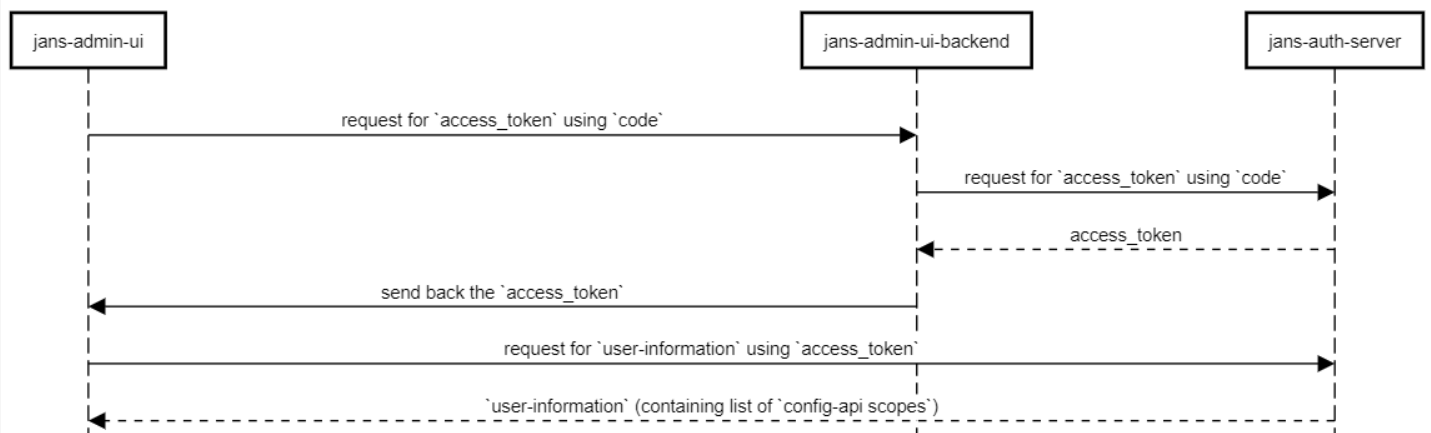 jans-admin-ui
jans-admin-ui-backend
jans-auth-server
request for `access_token` using `code`
request for `access_token` using `code`
access_token
send back the `access_token`
request for `user-information` using `access_token`
`user-information` (containing list of `config-api scopes`)